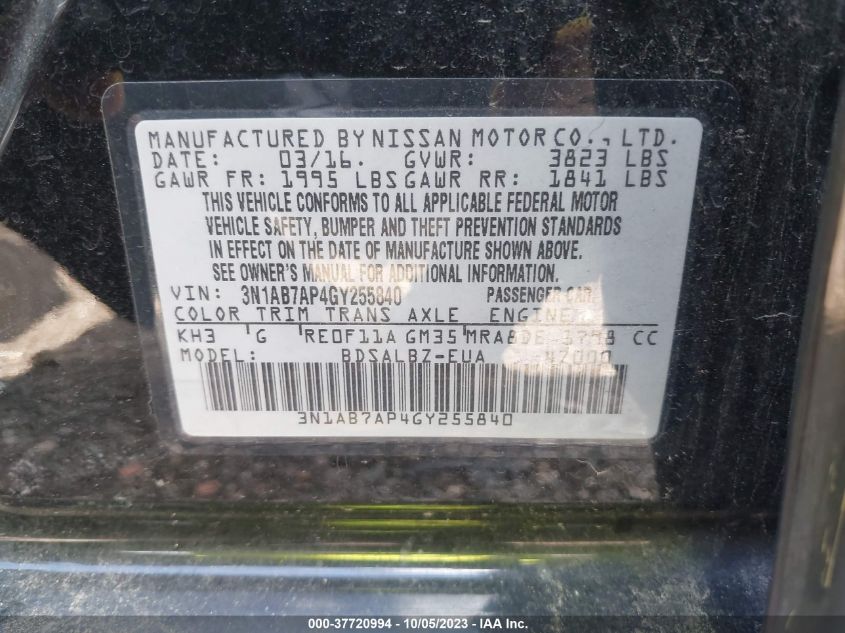 MANUFACTURED BY NISSAN MOTOR CO., LTD.
DATE: 03/16. GVWR: 3823 LBS
GAWR FR: 1995 LBS GAWR RR: 1841 LBS
THIS VEHICLE CONFORMS TO ALL APPLICABLE FEDERAL MOTOR
VEHICLE SAFETY, BUMPER AND THEFT PREVENTION STANDARDS
IN EFFECT ON THE DATE OF MANUFACTURE SHOWN ABOVE.
SEE OWNER'S MANUAL FOR ADDITIONAL INFORMATION.
VIN: 3N1AB7AP4GY255840 PASSENGER CAR
COLOR TRIM TRANS AXLE ENGINE
KH3 G RE0F11A GM35 MRA8DE 1798 CC
MODEL: BDSALBZ-EUA
3N1AB7AP4GY255840
000-37720994 - 10/05/2023 - IAA Inc.